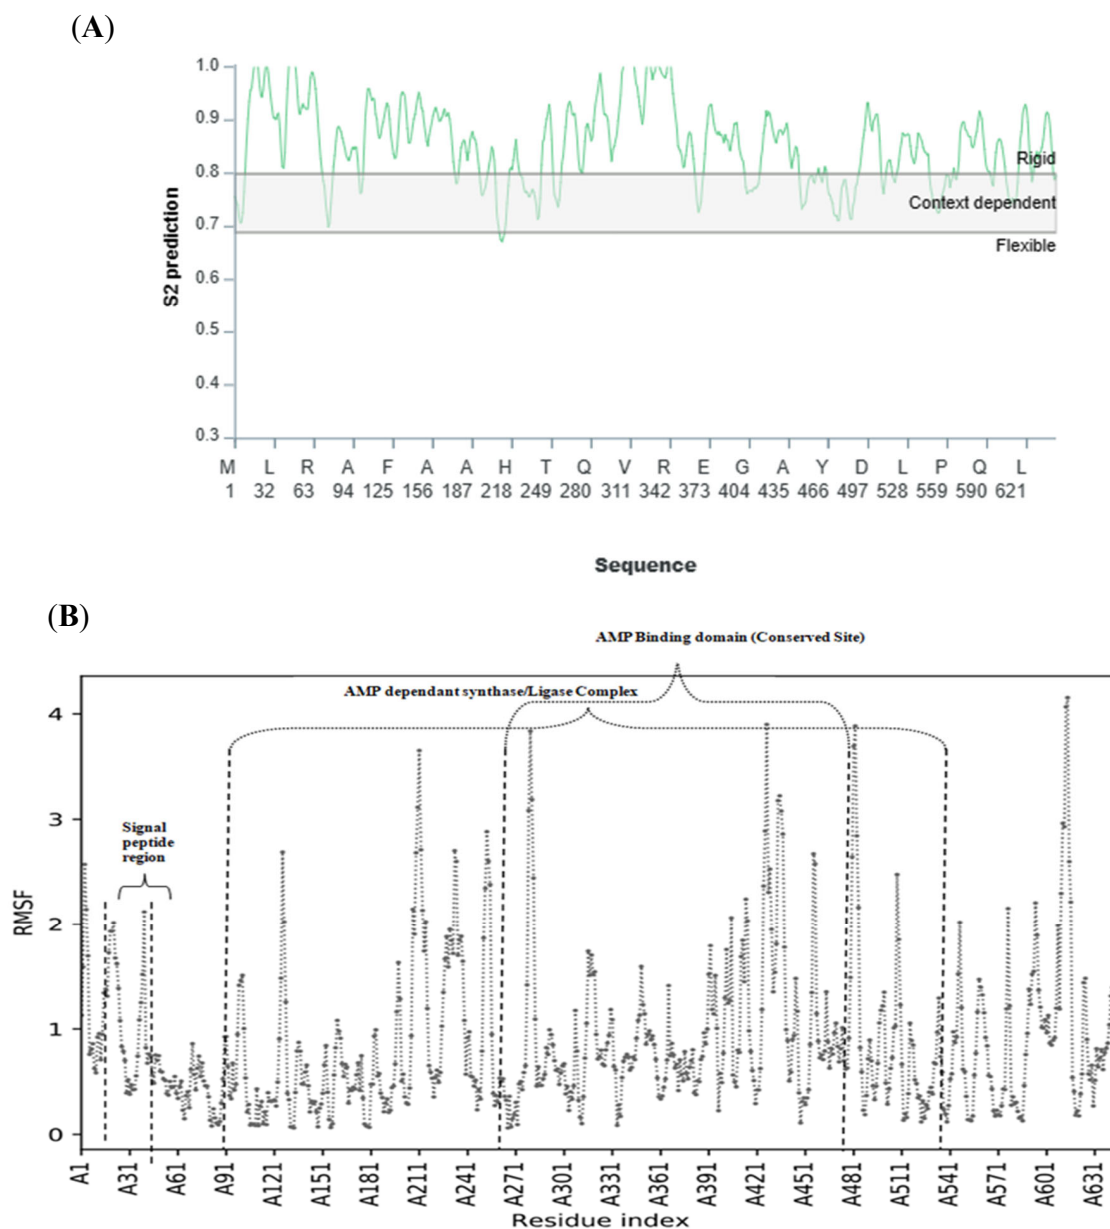 (A)
1.0
0.9
0.8
0.7
0.6
0.5
0.4
0.3
S2 prediction
Rigid
Context dependent
Flexible
M L R A F A A H T Q V R E G A Y D L P Q L
1 32 63 94 125 156 187 218 249 280 311 342 373 404 435 466 497 528 559 590 621
Sequence
(B)
AMP Binding domain (Conserved Site)
AMP dependant synthase/Ligase Complex
Signal
peptide
region
4
3
2
1
0
RMSF
A1 A31 A61 A91 A121 A151 A181 A211 A241 A271 A301 A331 A361 A391 A421 A451 A481 A511 A541 A571 A601 A631
Residue index